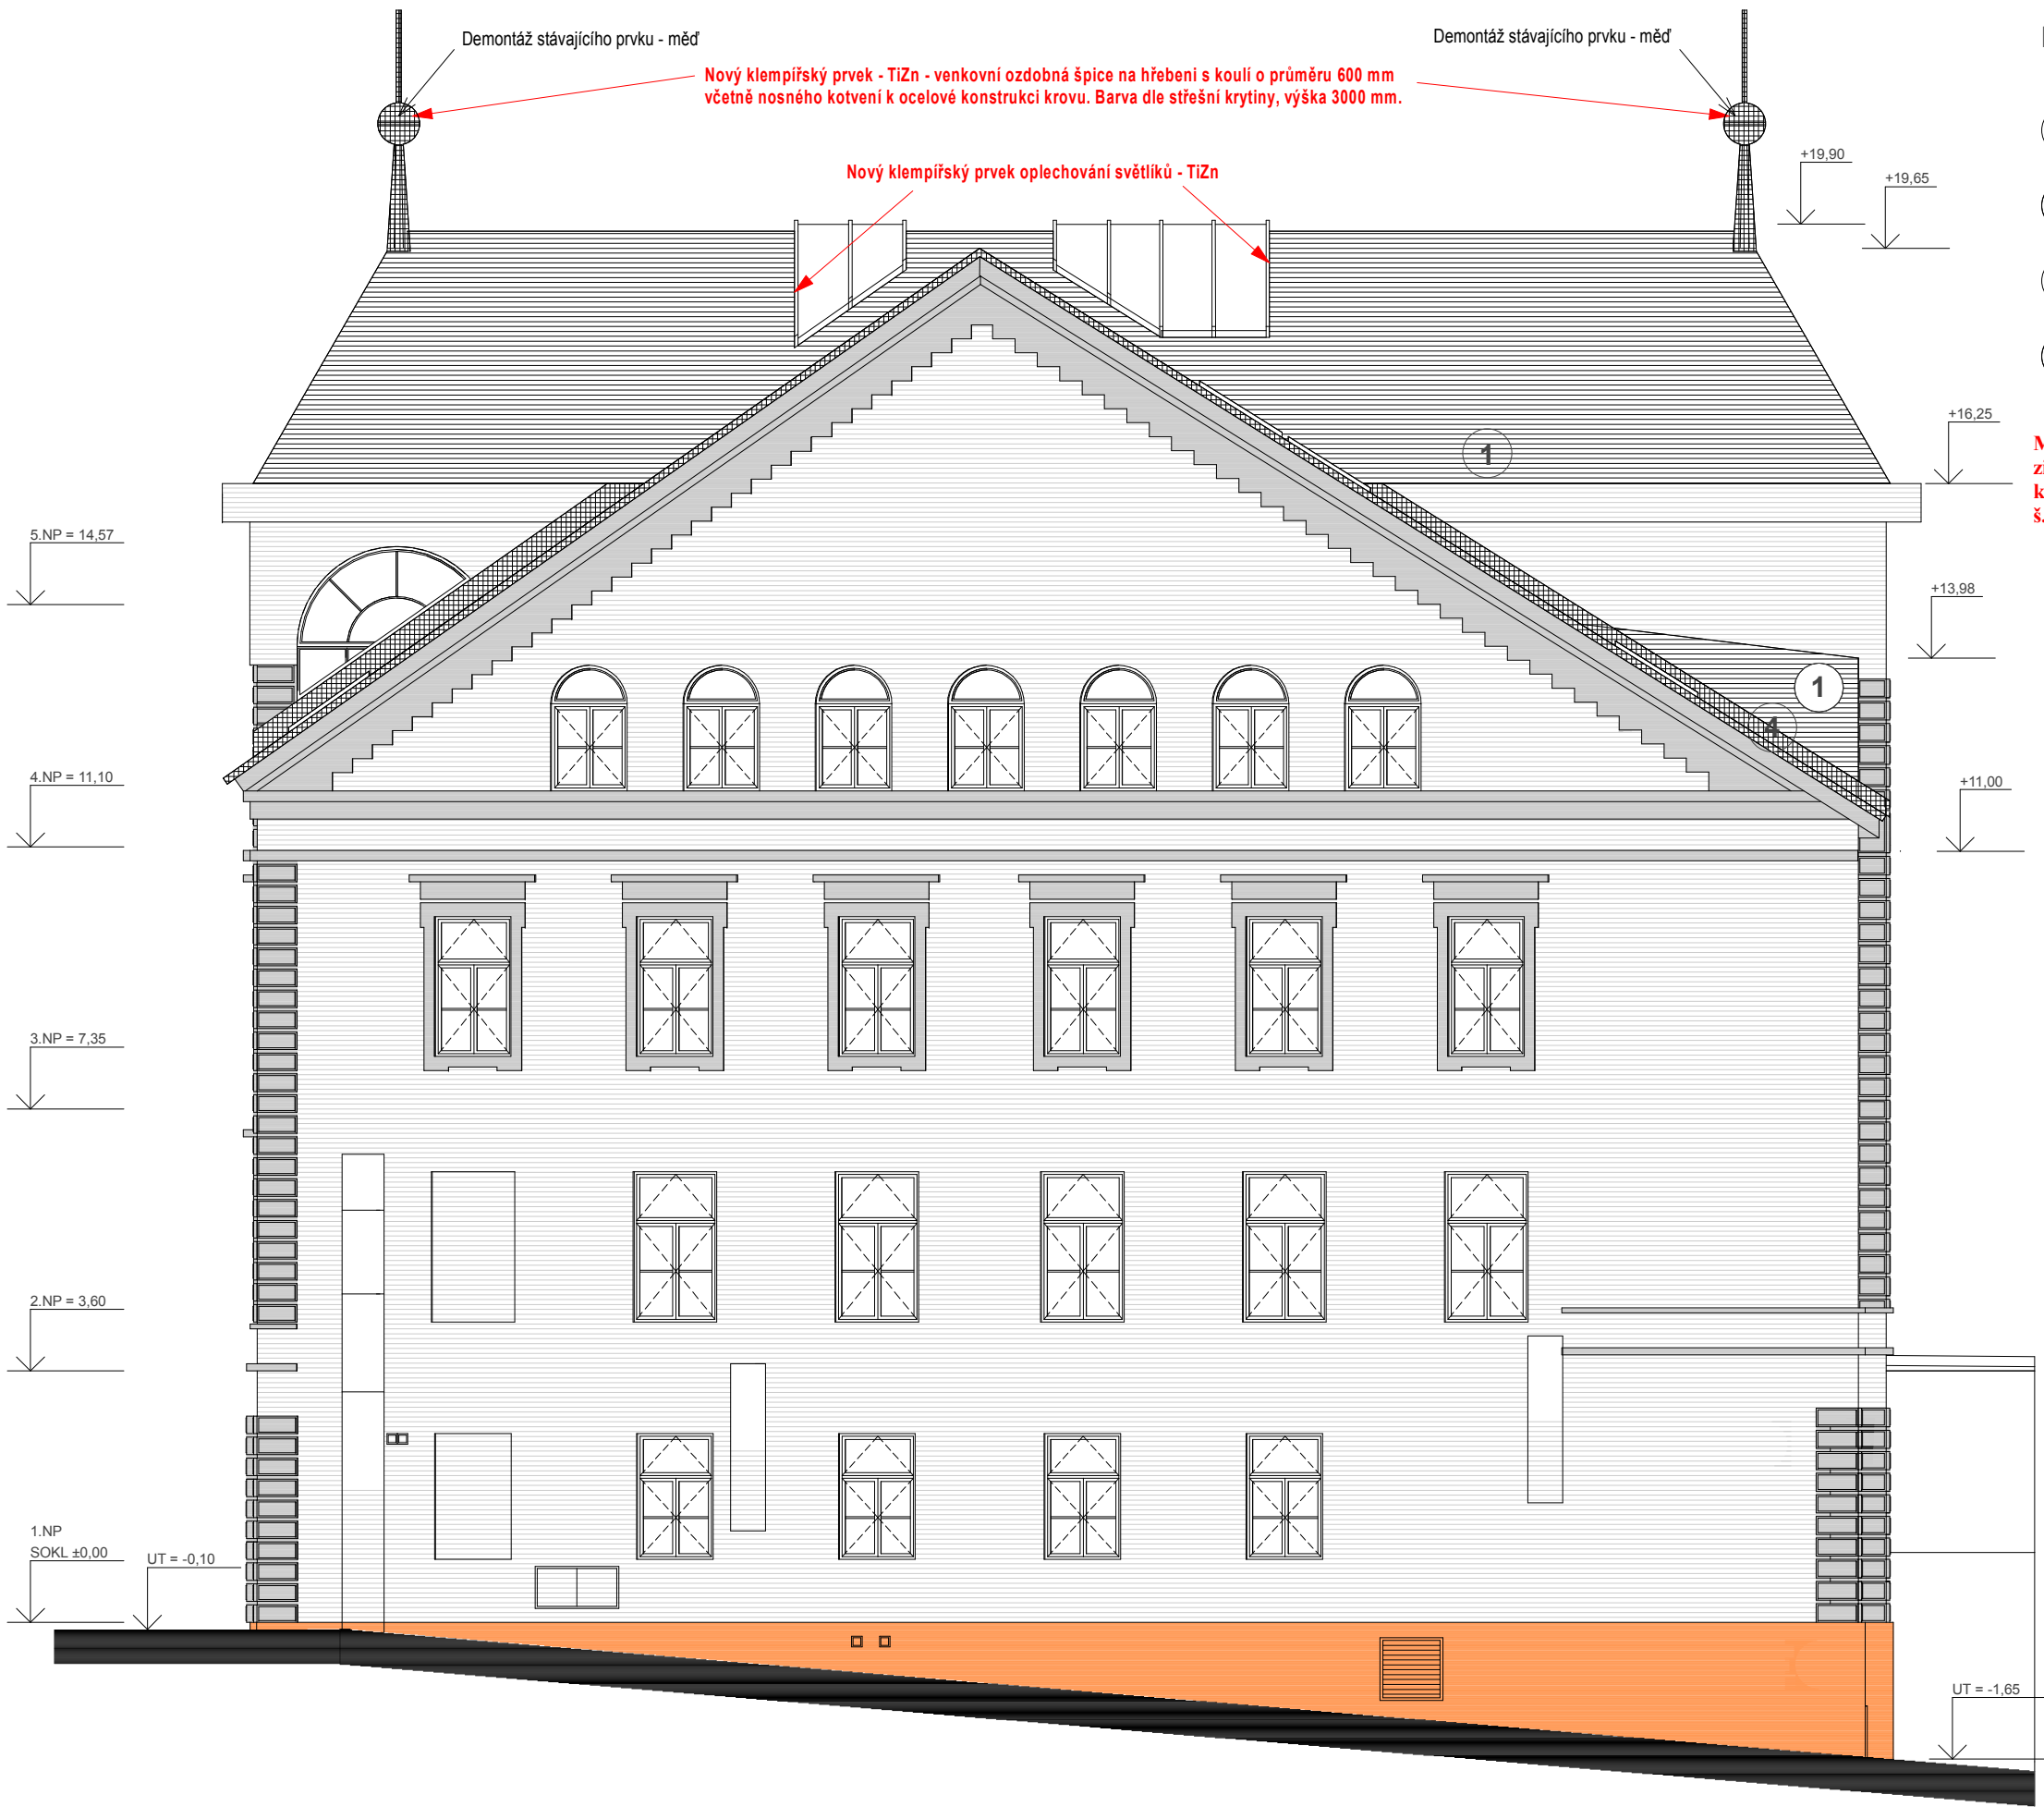 Demontáž stávajícího prvku - měď
Demontáž stávajícího prvku - měď
Nový klempířský prvek - TiZn - venkovní ozdobná špice na hřebeni s koulí o průměru 600 mm
včetně nosného kotvení k ocelové konstrukci krovu. Barva dle střešní krytiny, výška 3000 mm.
Nový klempířský prvek oplechování světlíků - TiZn
+19,90
+19,65
+16,25
1
5.NP = 14,57
+13,98
1
4
4.NP = 11,10
+11,00
3.NP = 7,35
2.NP = 3,60
1.NP
SOKL ±0,00
UT = -0,10
UT = -1,65